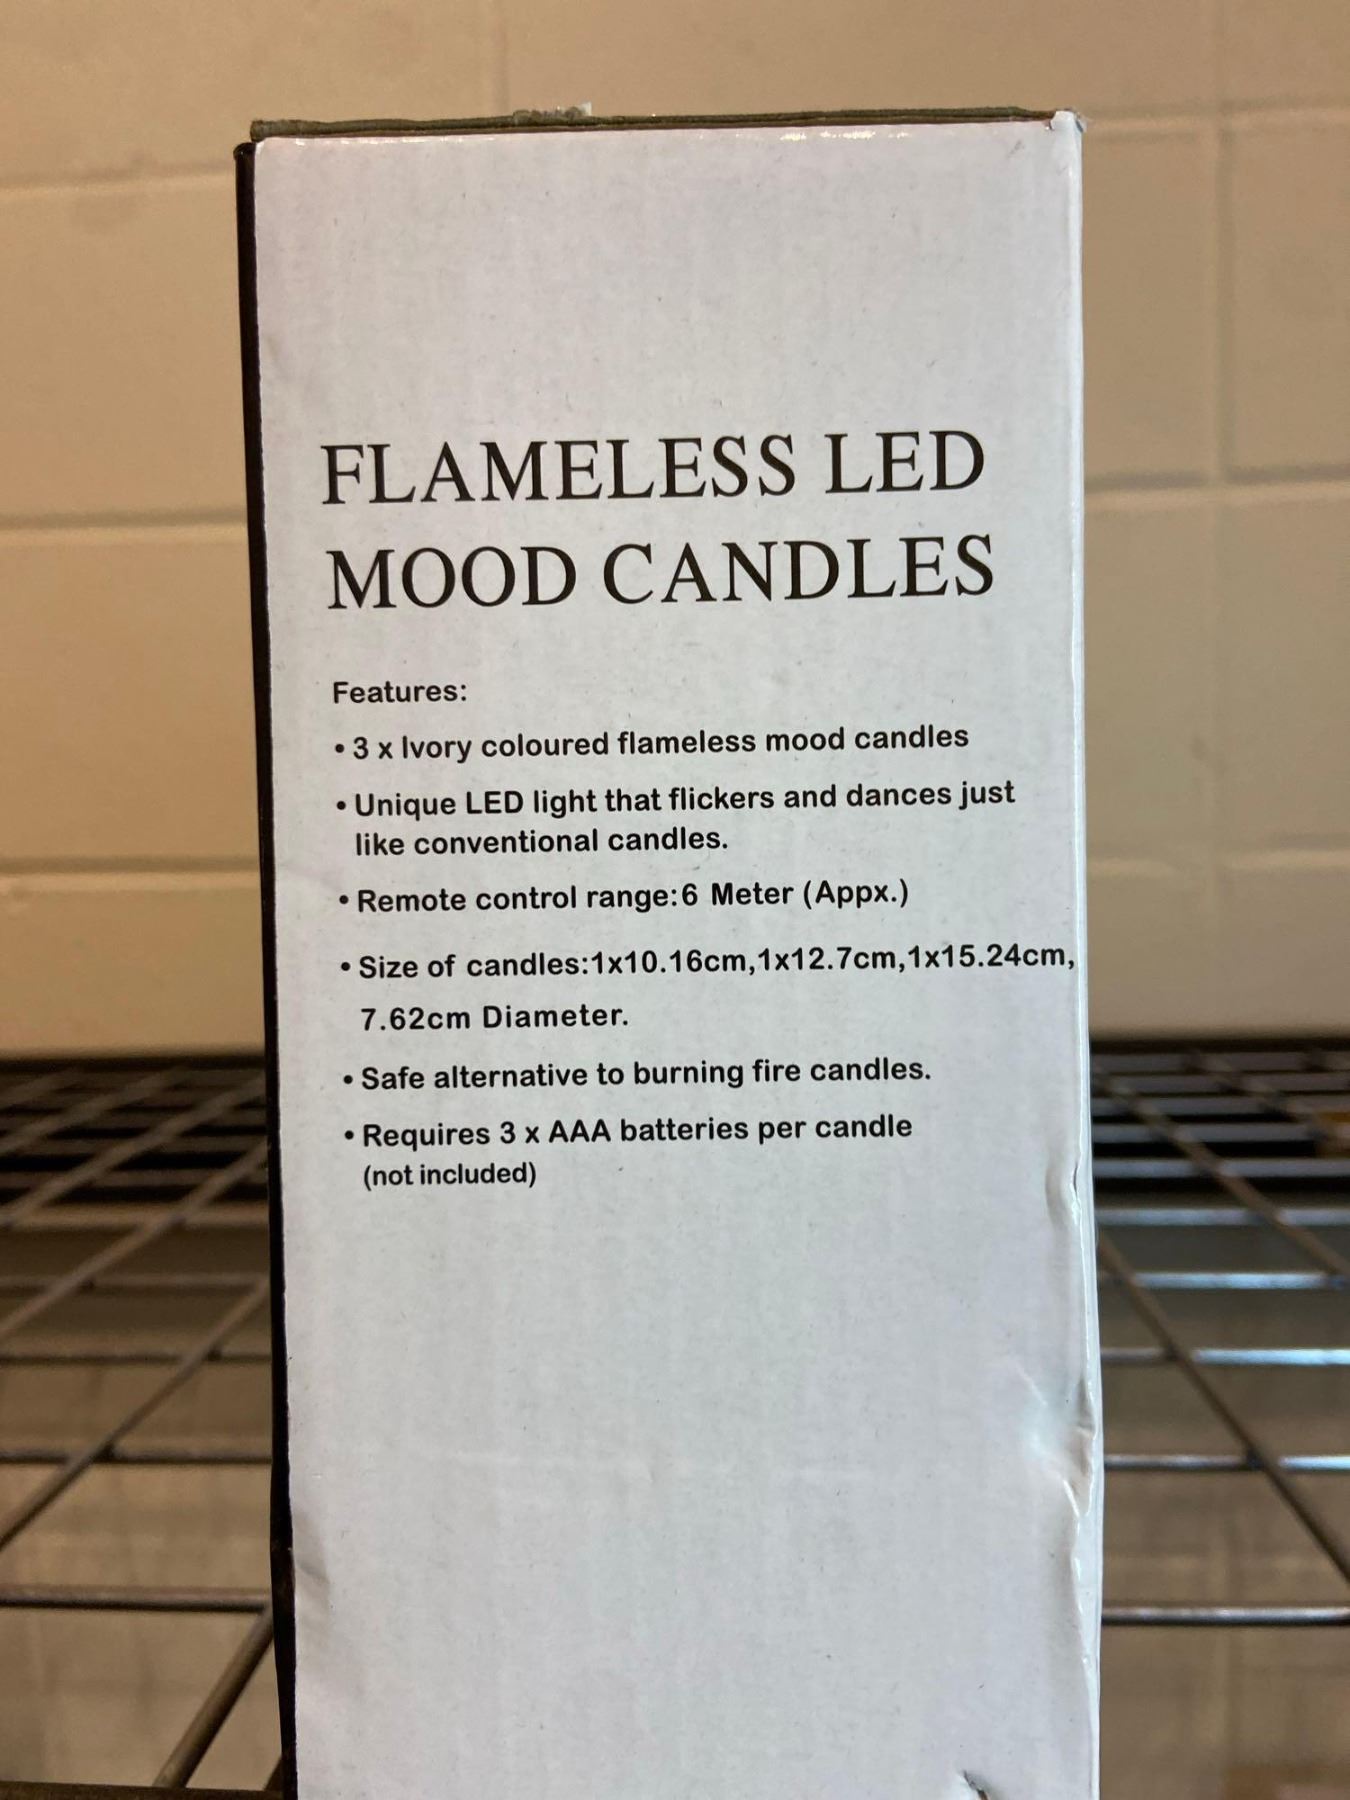 FLAMELESS LED
MOOD CANDLES
Features:
• 3 x Ivory coloured flameless mood candles
• Unique LED light that flickers and dances just
like conventional candles.
• Remote control range:6 Meter (Appx.)
• Size of candles:1x10.16cm,1x12.7cm,1x15.24cm,
7.62cm Diameter.
• Safe alternative to burning fire candles.
• Requires 3 x AAA batteries per candle
(not included)